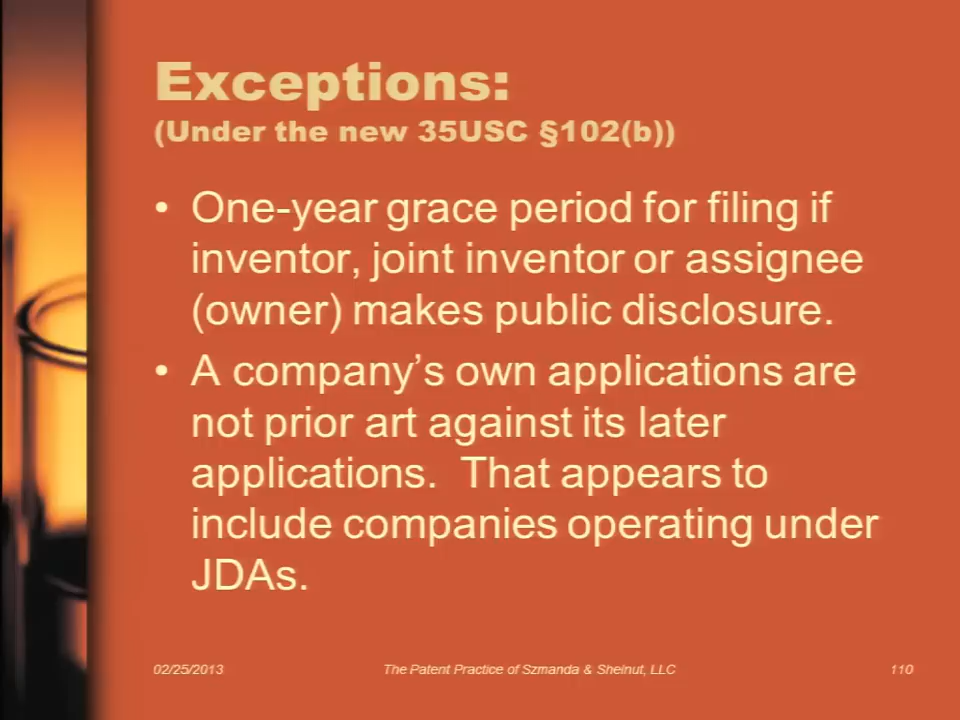 Exceptions:
(Under the new 35USC §102(b))
• One-year grace period for filing if
inventor, joint inventor or assignee
(owner) makes public disclosure.
• A company’s own applications are
not prior art against its later
applications.  That appears to
include companies operating under
JDAs.
02/25/2013 The Patent Practice of Szmanda & Shelnut, LLC 110